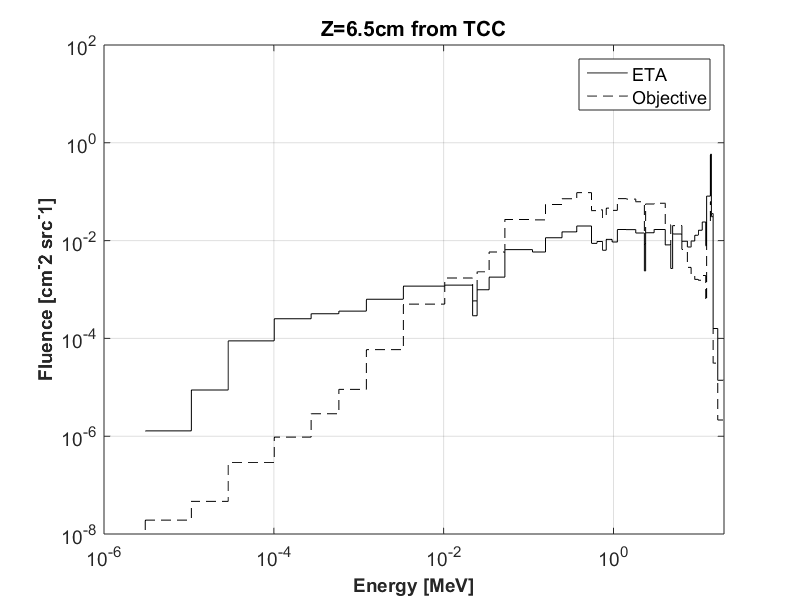 Z=6.5cm from TCC
ETA
Objective
10^2
10^0
10^-2
10^-4
10^-6
10^-8
Fluence [cm^-2 src^-1]
10^-6
10^-4
10^-2
10^0
Energy [MeV]